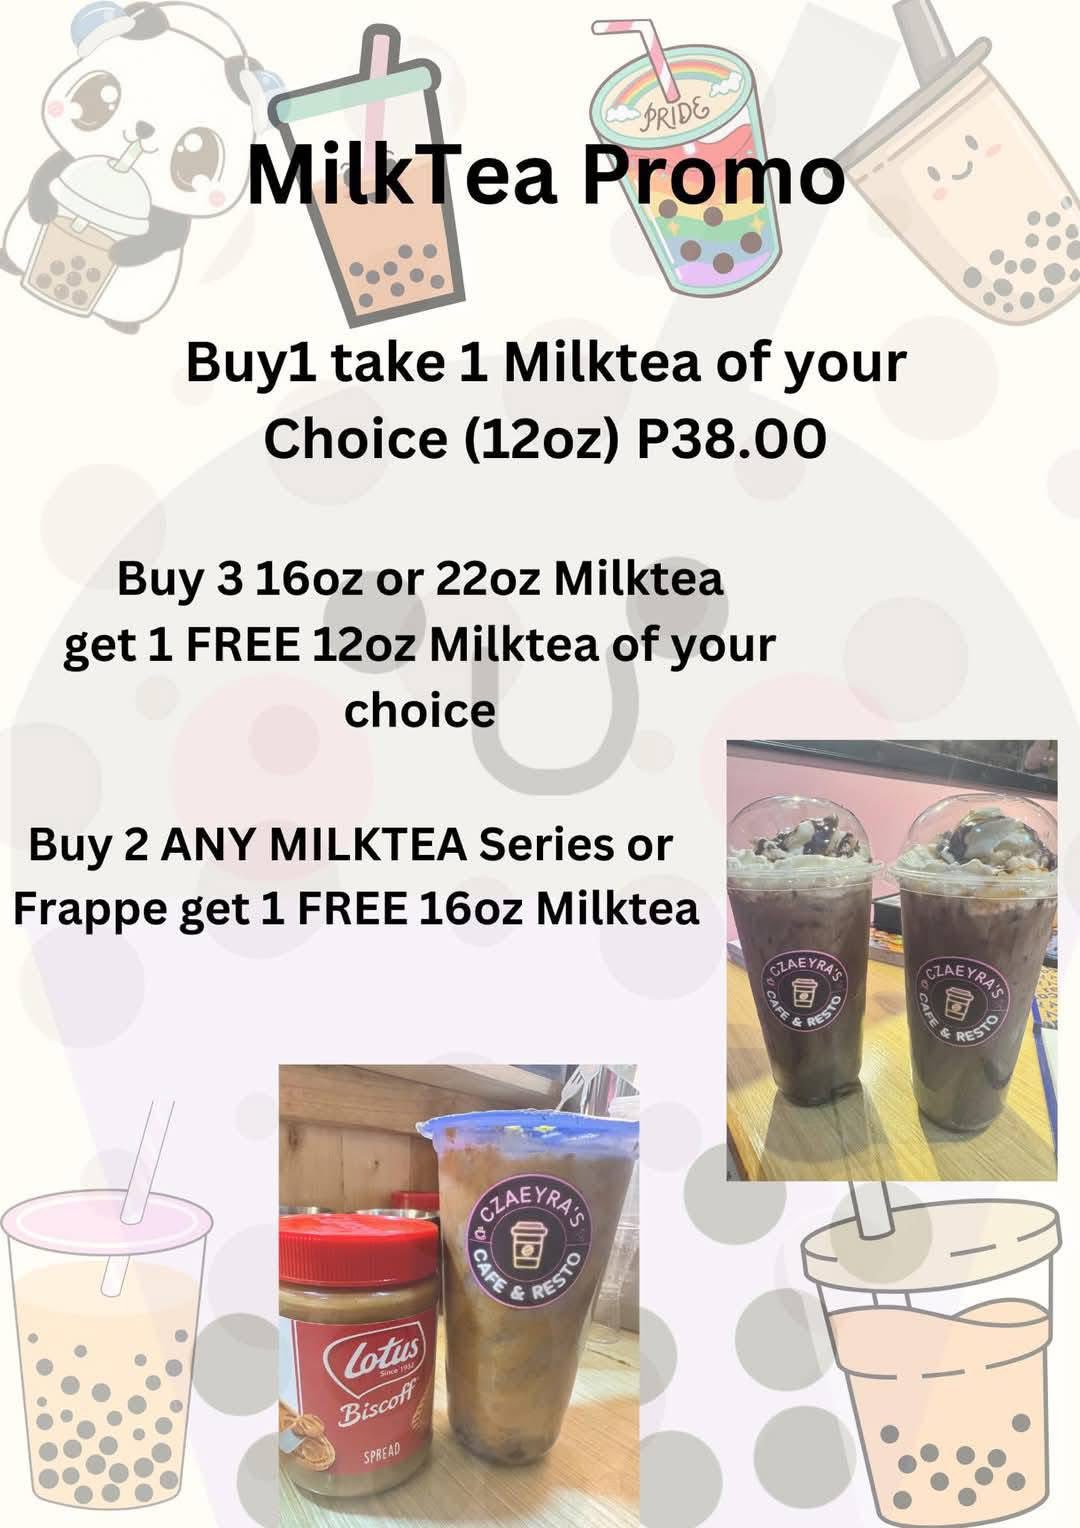 PRIDE
MilkTea Promo
Buy1 take 1 Milktea of your
Choice (12oz) P38.00
Buy 3 16oz or 22oz Milktea
get 1 FREE 12oz Milktea of your
choice
Buy 2 ANY MILKTEA Series or
Frappe get 1 FREE 16oz Milktea
CZAEYRA'S
CAFE & RESTO
CZAEYRA'S
CAFE & RESTO
CZAEYRA'S
CAFE & RESTO
Lotus
Since 1932
Biscoff
SPREAD